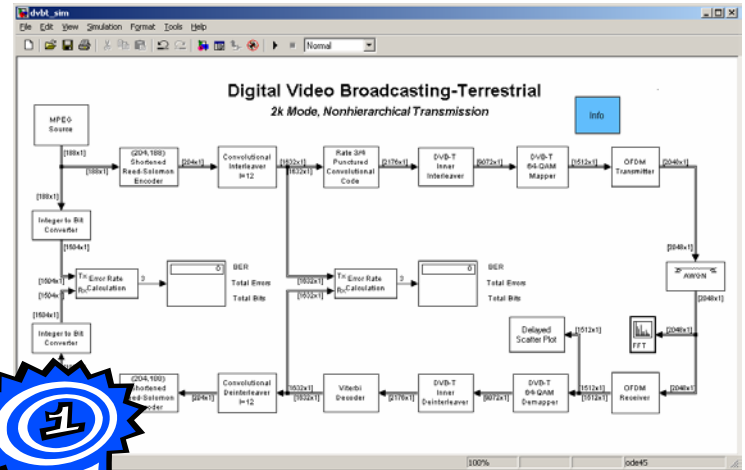 dvbt_sim
File Edit View Simulation Format Tools Help
Normal
Digital Video Broadcasting-Terrestrial
2k Mode, Nonhierarchical Transmission
Info
MPEG
Source
[188x1]
[188x1]
(204,188)
Shortened
Reed-Solomon
Encoder
[204x1]
Convolutional
Interleaver
I=12
[1632x1]
[1632x1]
Rate 3/4
Punctured
Convolutional
Code
[2176x1]
DVB-T
Inner
Interleaver
[9072x1]
DVB-T
64-QAM
Mapper
[1512x1]
OFDM
Transmitter
[2048x1]
[188x1]
Integer to Bit
Converter
[1504x1]
[1504x1]
[1504x1]
[1504x1]
Tx
Rx
Error Rate
Calculation
3
0
BER
Total Errors
Total Bits
[1632x1]
[1632x1]
Tx
Rx
Error Rate
Calculation
3
0
BER
Total Errors
Total Bits
[2048x1]
AWGN
[2048x1]
Integer to Bit
Converter
Delayed
Scatter Plot
[1512x1]
FFT
[2048x1]
(204,188)
Shortened
[204x1]
Convolutional
Deinterleaver
I=12
[1632x1]
[1632x1]
Viterbi
Decoder
[2176x1]
DVB-T
Inner
Deinterleaver
[9072x1]
DVB-T
64-QAM
Demapper
[1512x1]
[1512x1]
OFDM
Receiver
[2048x1]
1
100%
ode45